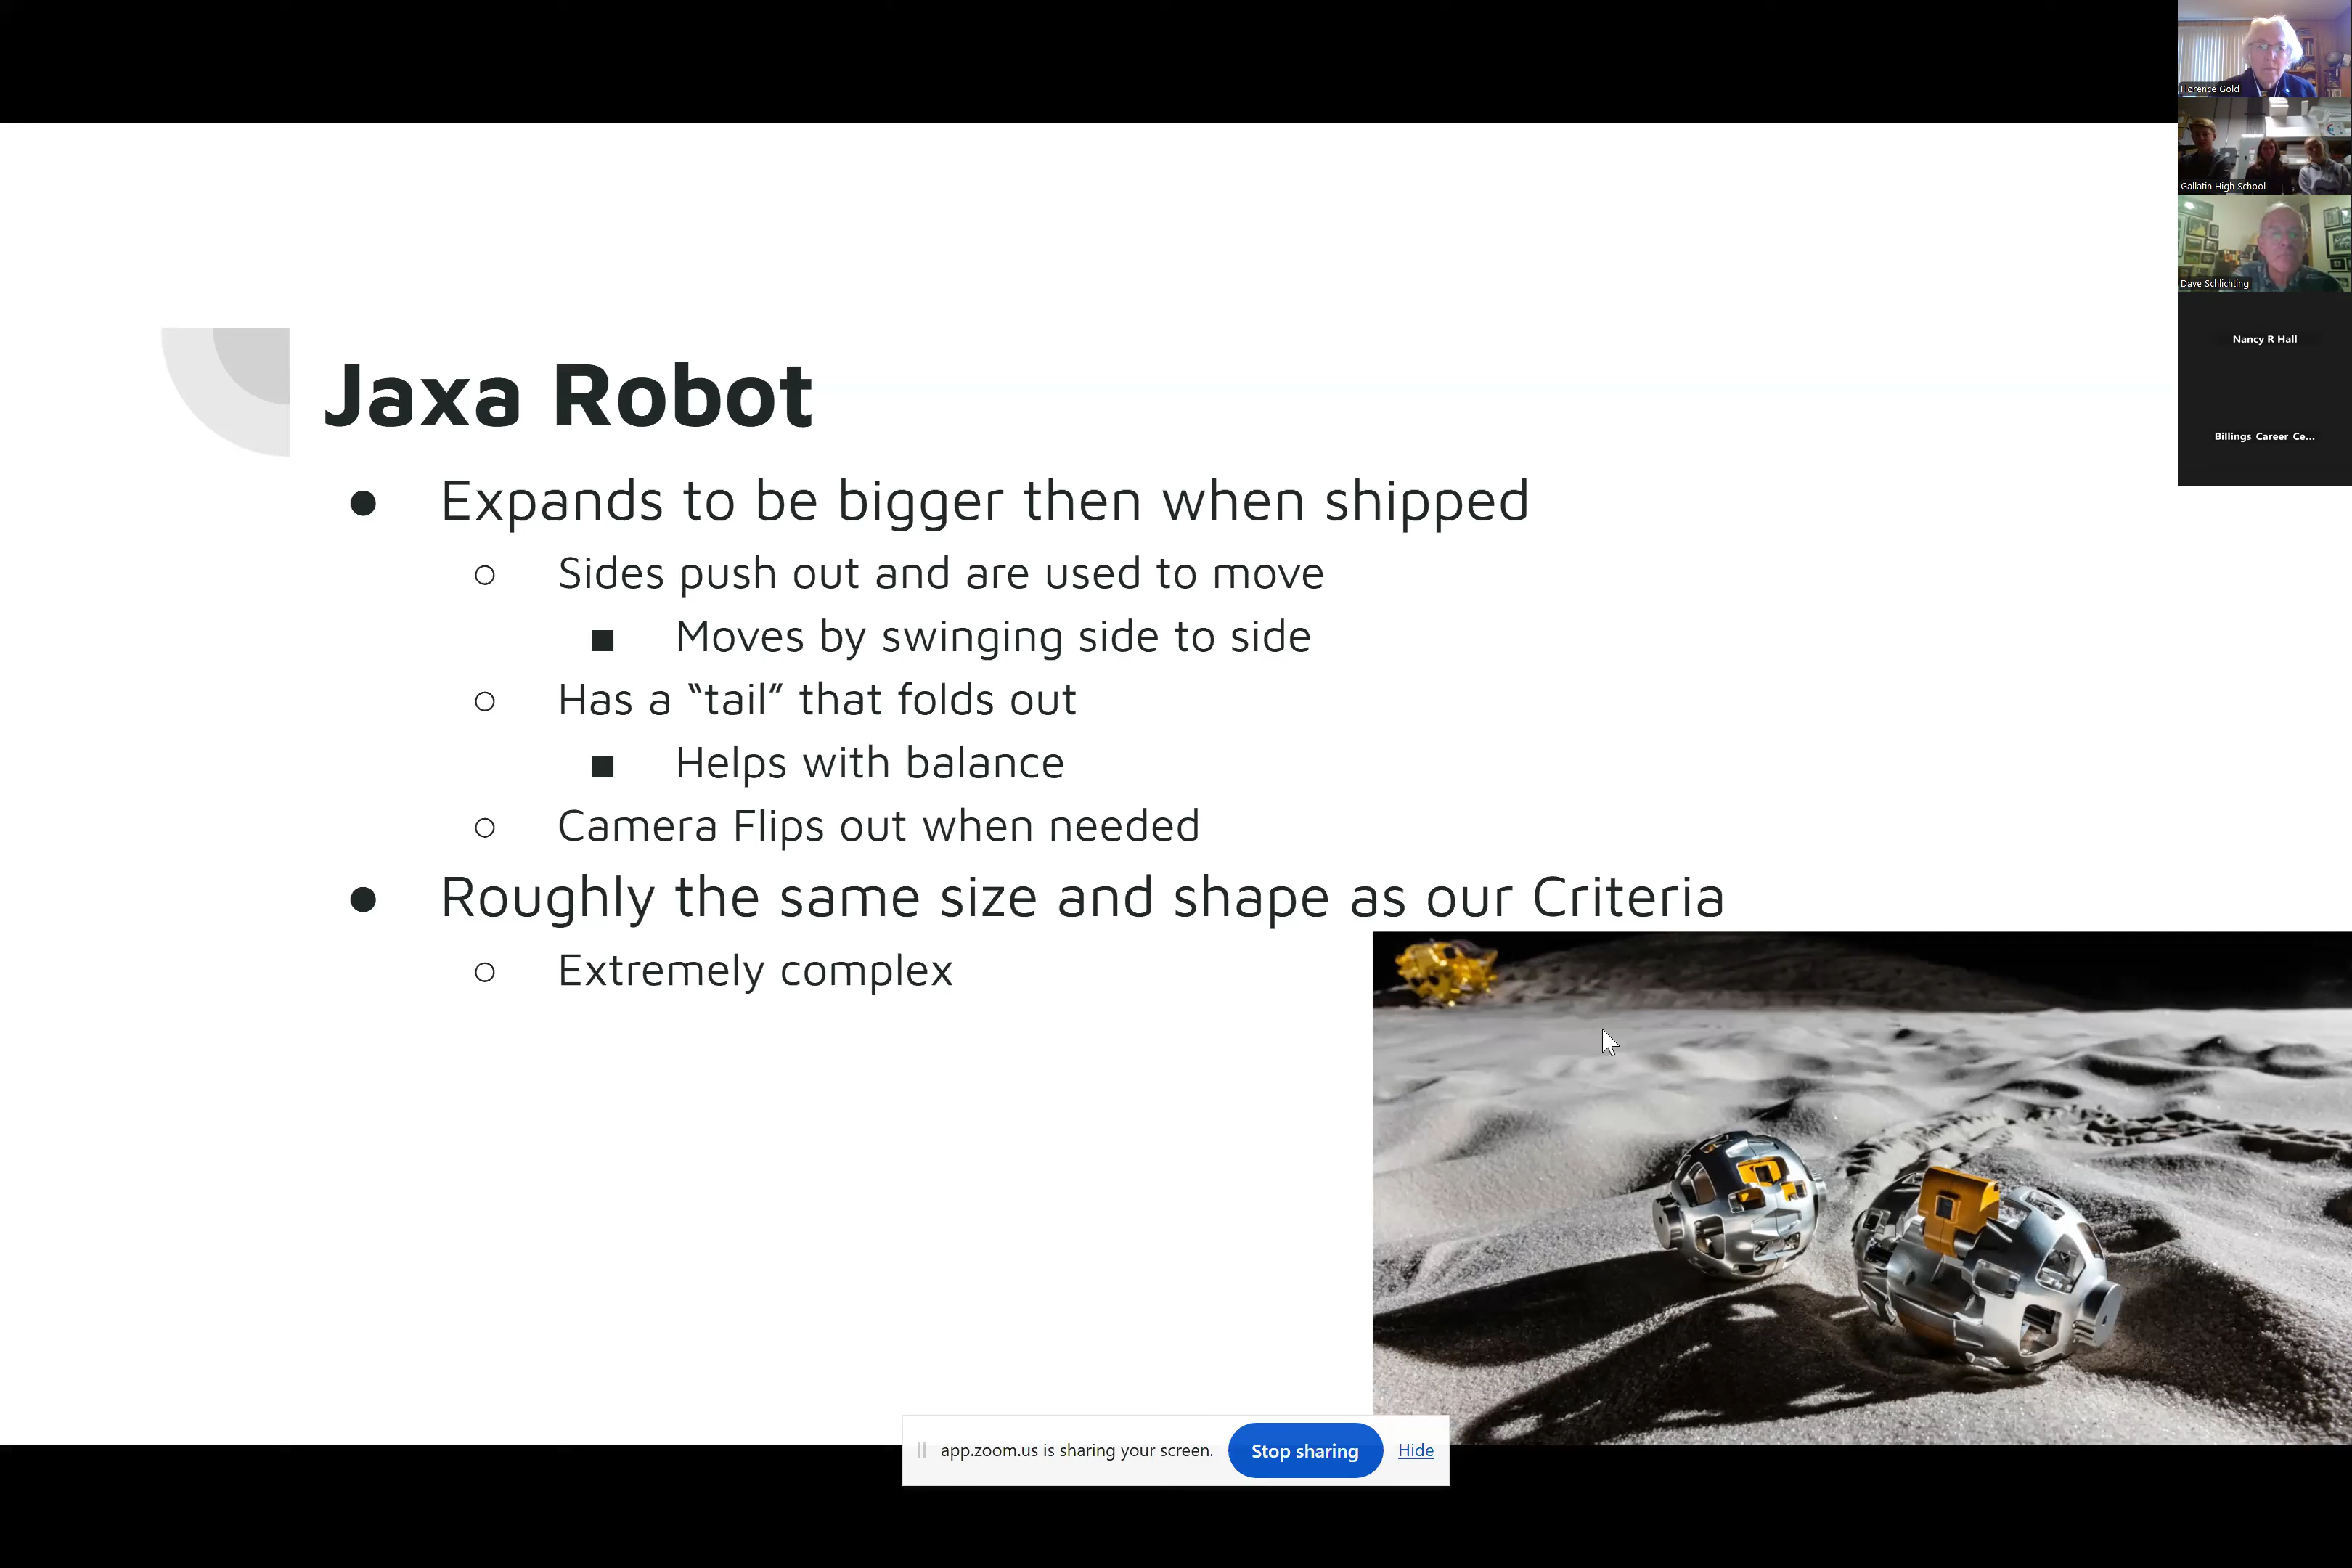 Jaxa Robot
● Expands to be bigger then when shipped
○ Sides push out and are used to move
■ Moves by swinging side to side
○ Has a “tail” that folds out
■ Helps with balance
○ Camera Flips out when needed
● Roughly the same size and shape as our Criteria
○ Extremely complex
app.zoom.us is sharing your screen. Stop sharing Hide
Florence Gold
Gallatin High School
Dave Schlichting
Nancy R Hall
Billings Career Ce...